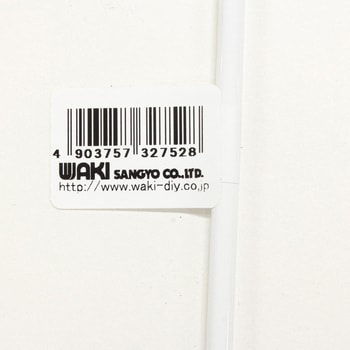 4 903757 327528
WAKI SANGYO CO.,LTD.
http://www.waki-diy.co.jp